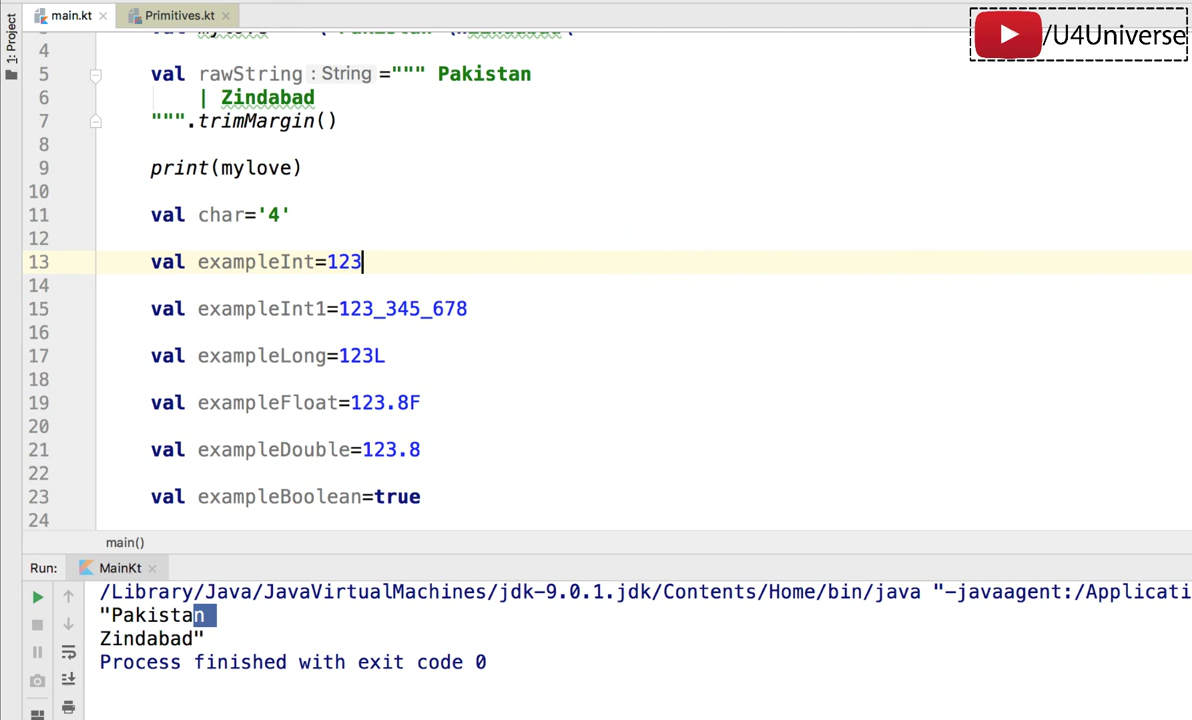 main.kt
Primitives.kt
/U4Universe
1: Project
4
5 val rawString : String =""" Pakistan
6 | Zindabad
7 """.trimMargin()
8
9 print(mylove)
10
11 val char='4'
12
13 val exampleInt=123
14
15 val exampleInt1=123_345_678
16
17 val exampleLong=123L
18
19 val exampleFloat=123.8F
20
21 val exampleDouble=123.8
22
23 val exampleBoolean=true
24
main()
Run: MainKt
/Library/Java/JavaVirtualMachines/jdk-9.0.1.jdk/Contents/Home/bin/java "-javaagent:/Applicati
"Pakistan
Zindabad"
Process finished with exit code 0